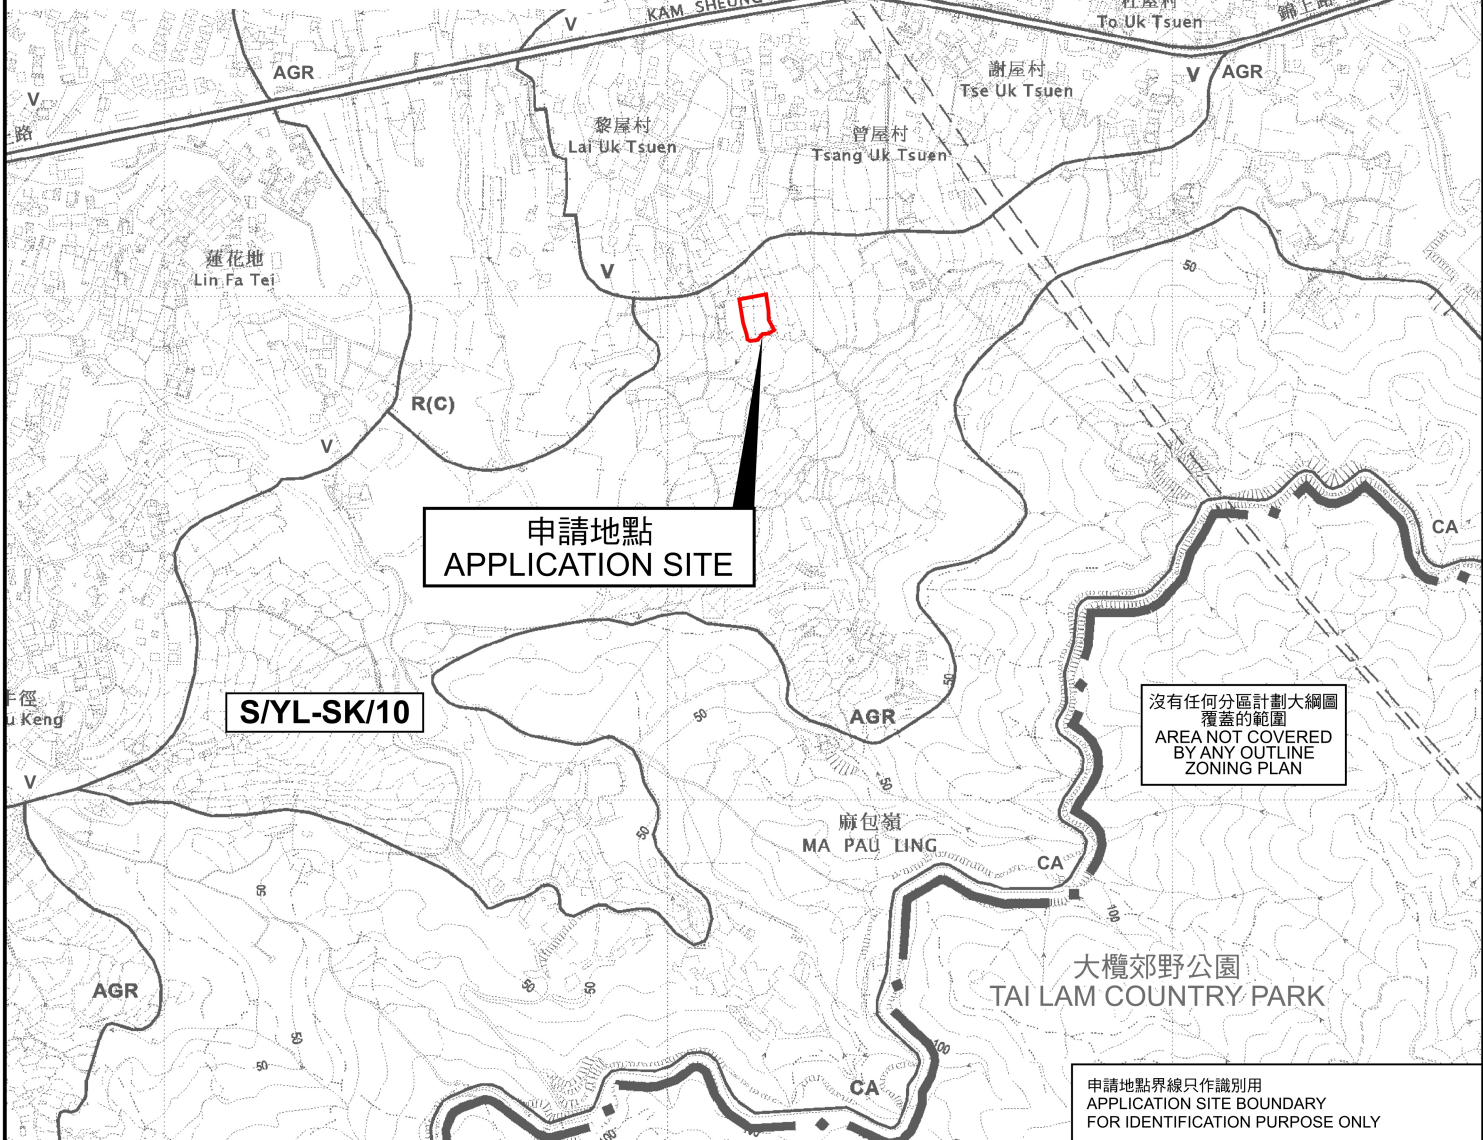 KAM SHEUNG
V
To Uk Tsuen
AGR
V
謝屋村
Tse Uk Tsuen
V
AGR
路
黎屋村
Lai Uk Tsuen
曾屋村
Tsang Uk Tsuen
蓮花地
Lin Fa Tei
V
50
R(C)
V
申請地點
APPLICATION SITE
CA
S/YL-SK/10
u Keng
50
AGR
50
沒有任何分區計劃大綱圖
覆蓋的範圍
AREA NOT COVERED
BY ANY OUTLINE
ZONING PLAN
V
50
50
麻包嶺
MA PAU LING
CA
50
100
AGR
50
50
大欖郊野公園
TAI LAM COUNTRY PARK
50
50
100
CA
申請地點界線只作識別用
APPLICATION SITE BOUNDARY
FOR IDENTIFICATION PURPOSE ONLY